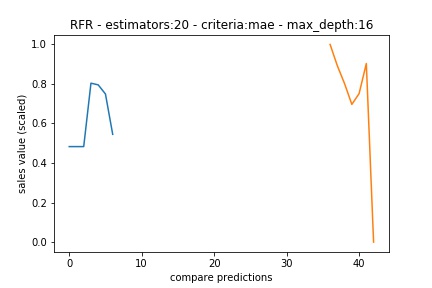 RFR - estimators:20 - criteria:mae - max_depth:16
sales value (scaled)
1.0
0.8
0.6
0.4
0.2
0.0
0 10 20 30 40
compare predictions